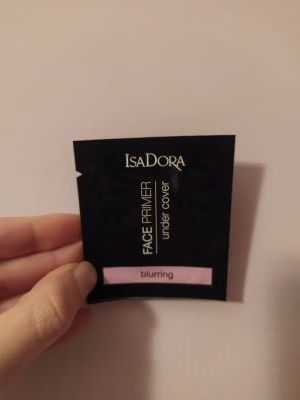 IsaDora
FACE PRIMER
under cover
blurring